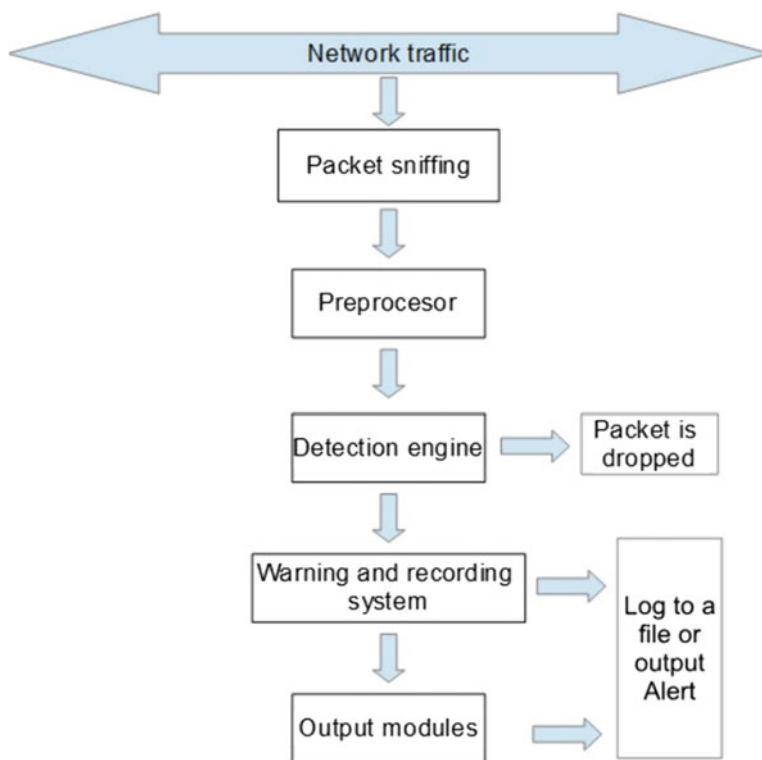 Network traffic
Packet sniffing
Preprocesor
Detection engine
Packet is
dropped
Warning and recording
system
Log to a
file or
output
Alert
Output modules